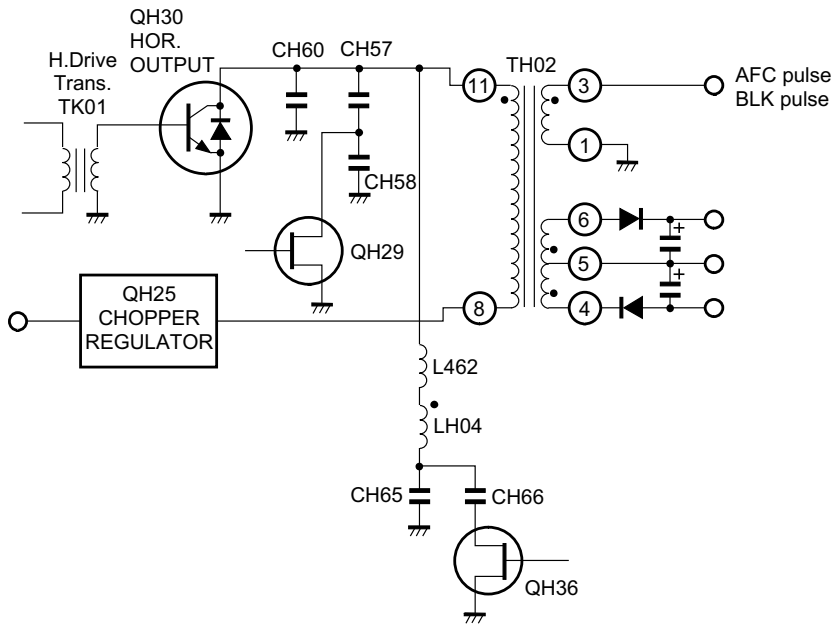 QH30
HOR.
OUTPUT
H.Drive
Trans.
TK01
CH60
CH57
CH58
QH29
11
TH02
3
AFC pulse
BLK pulse
1
6
+
5
+
4
8
QH25
CHOPPER
REGULATOR
L462
LH04
CH65
CH66
QH36